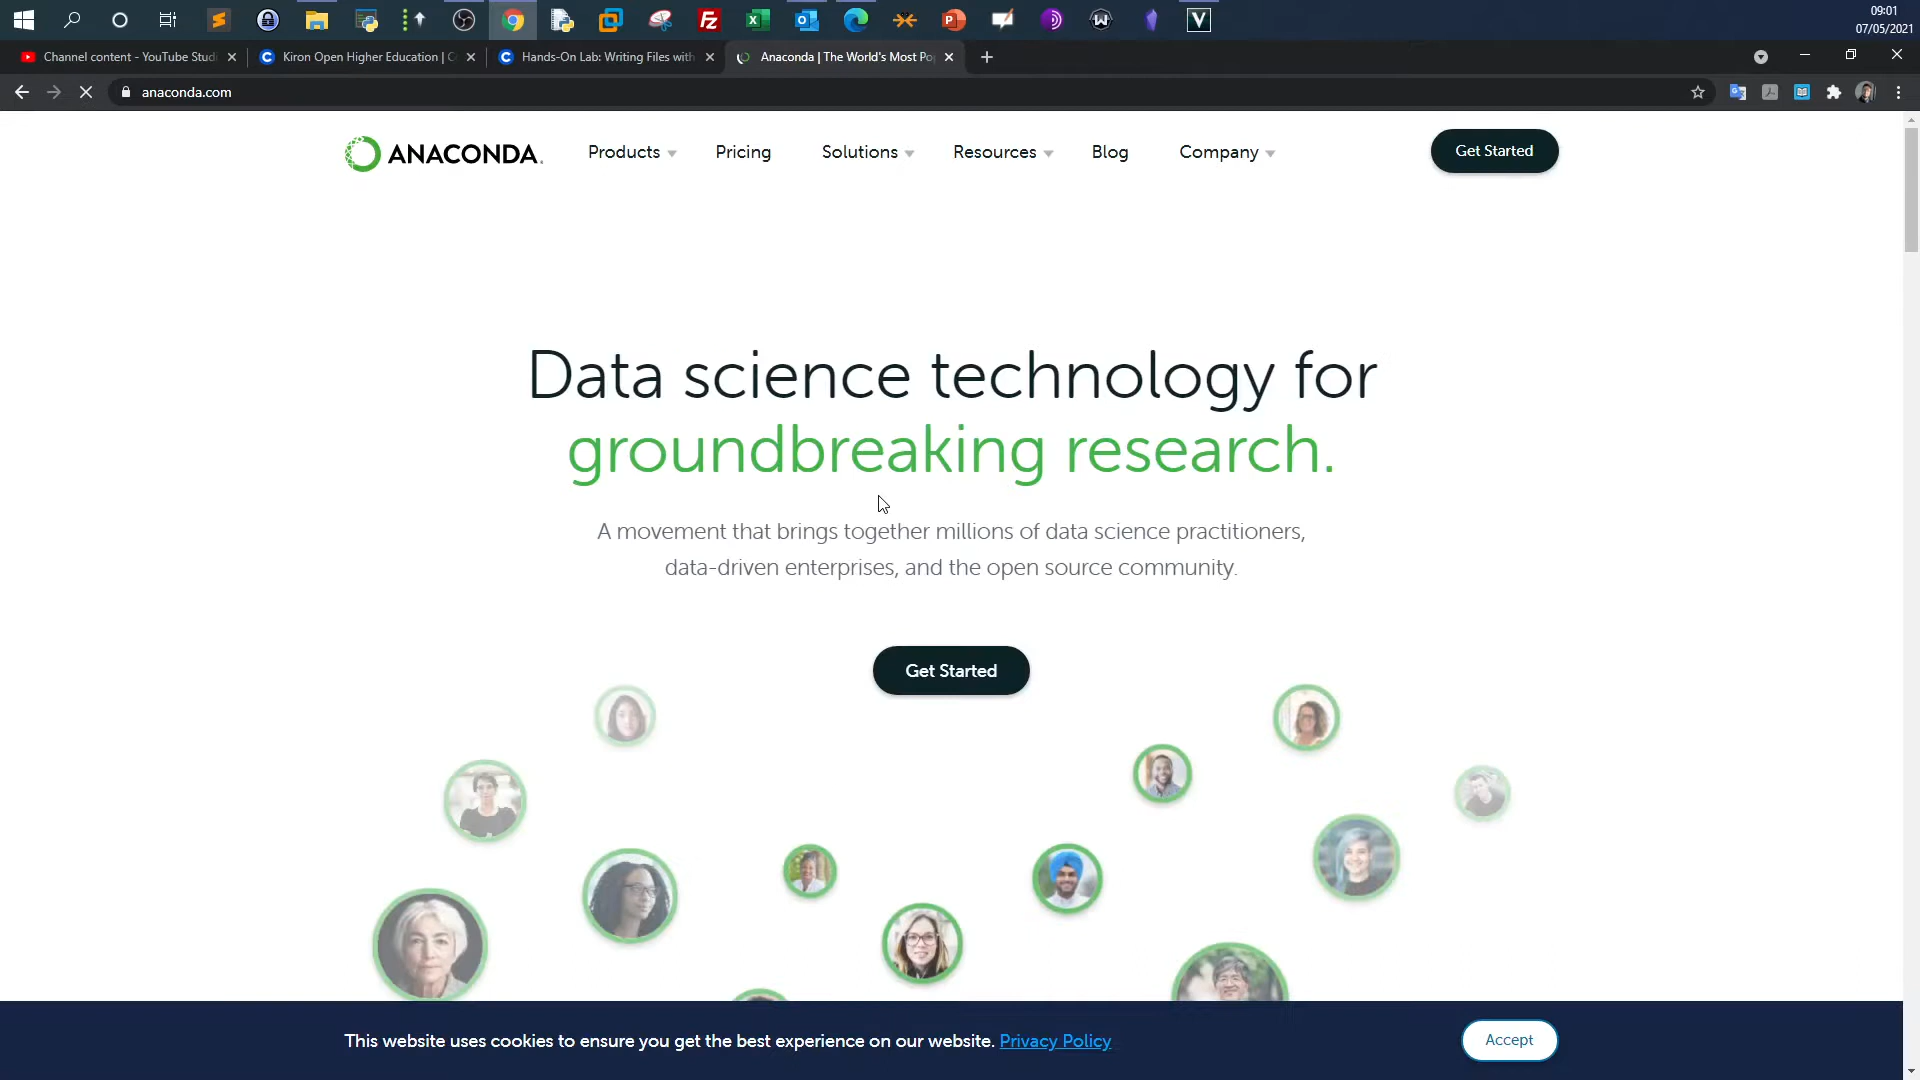 09:01
07/05/2021
Channel content - YouTube Studi
Kiron Open Higher Education | C
Hands-On Lab: Writing Files with
Anaconda | The World's Most Po
anaconda.com
ANACONDA.
Products
Pricing
Solutions
Resources
Blog
Company
Get Started
Data science technology for
groundbreaking research.
A movement that brings together millions of data science practitioners,
data-driven enterprises, and the open source community.
Get Started
This website uses cookies to ensure you get the best experience on our website. Privacy Policy
Accept